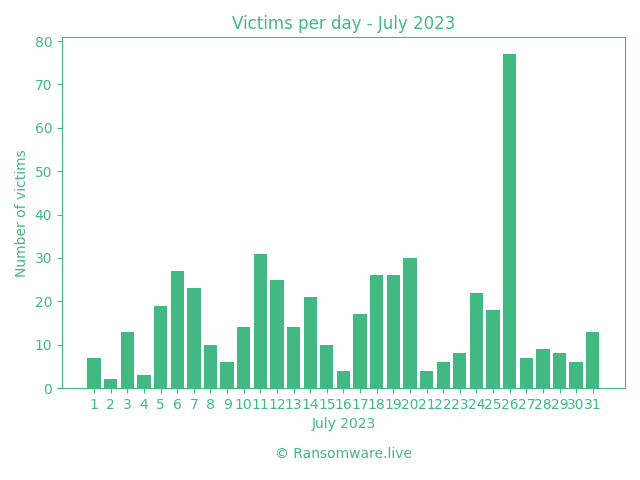 Victims per day - July 2023
80
70
60
50
40
30
20
10
0
Number of victims
1 2 3 4 5 6 7 8 9 10 11 12 13 14 15 16 17 18 19 20 21 22 23 24 25 26 27 28 29 30 31
July 2023
© Ransomware.live